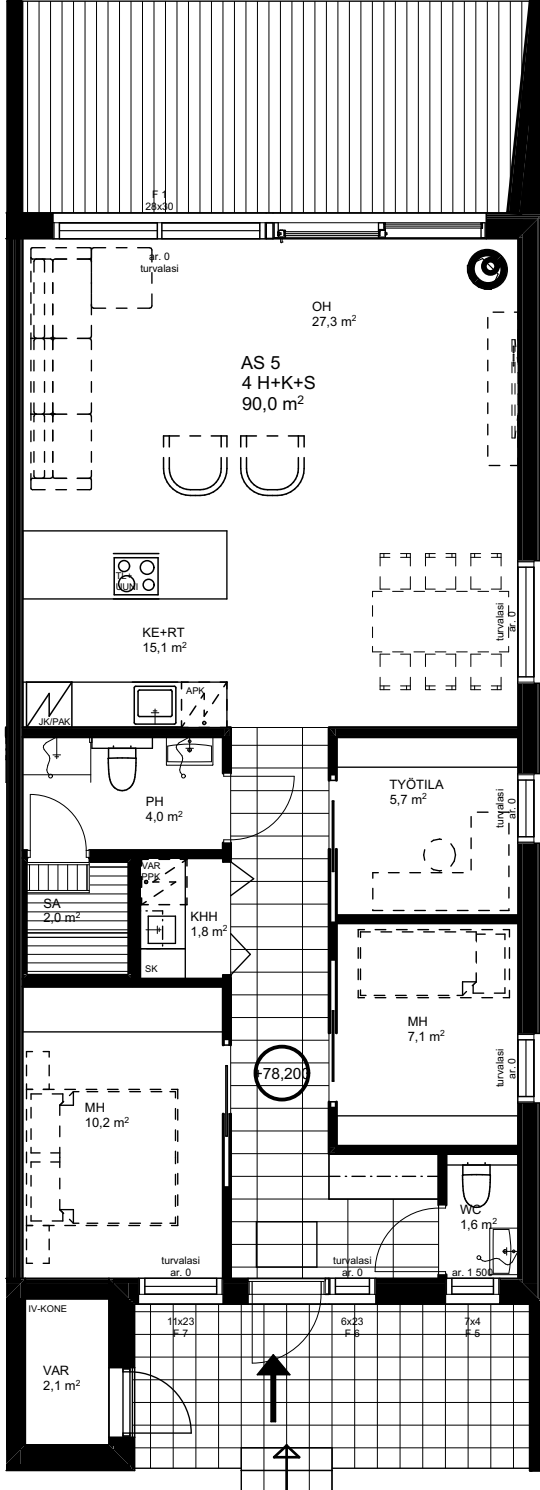 F 1
28x30
ar. 0
turvalasi
OH
27,3 m²
AS 5
4 H+K+S
90,0 m²
UUNI
KE+RT
15,1 m²
turvalasi
ar. 0
APK
JK/PAK
PH
4,0 m²
TYÖTILA
5,7 m²
turvalasi
ar. 0
VAR
PPK
KHH
1,8 m²
SA
2,0 m²
SK
MH
7,1 m²
turvalasi
ar. 0
+78,200
MH
10,2 m²
WC
1,6 m²
turvalasi
ar. 0
turvalasi
ar. 0
ar. 1 500
IV-KONE
11x23
F 7
6x23
F 6
7x4
F 5
VAR
2,1 m²